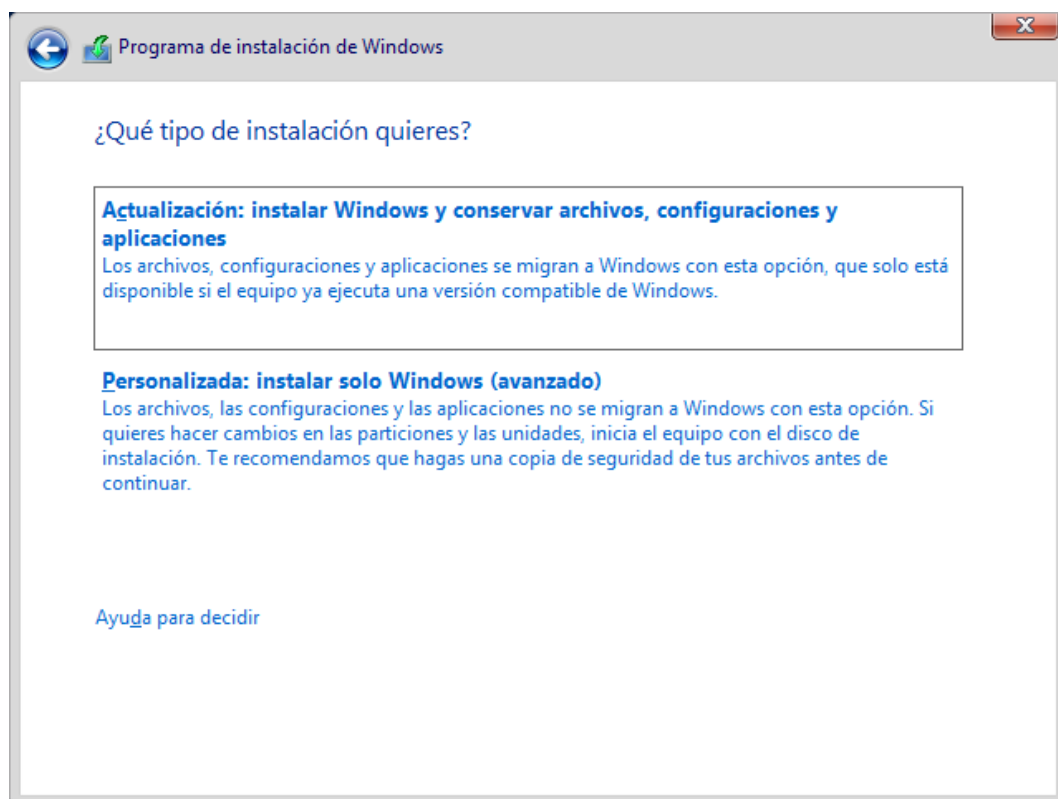 Programa de instalación de Windows
¿Qué tipo de instalación quieres?
Actualización: instalar Windows y conservar archivos, configuraciones y
aplicaciones
Los archivos, configuraciones y aplicaciones se migran a Windows con esta opción, que solo está
disponible si el equipo ya ejecuta una versión compatible de Windows.
Personalizada: instalar solo Windows (avanzado)
Los archivos, las configuraciones y las aplicaciones no se migran a Windows con esta opción. Si
quieres hacer cambios en las particiones y las unidades, inicia el equipo con el disco de
instalación. Te recomendamos que hagas una copia de seguridad de tus archivos antes de
continuar.
Ayuda para decidir